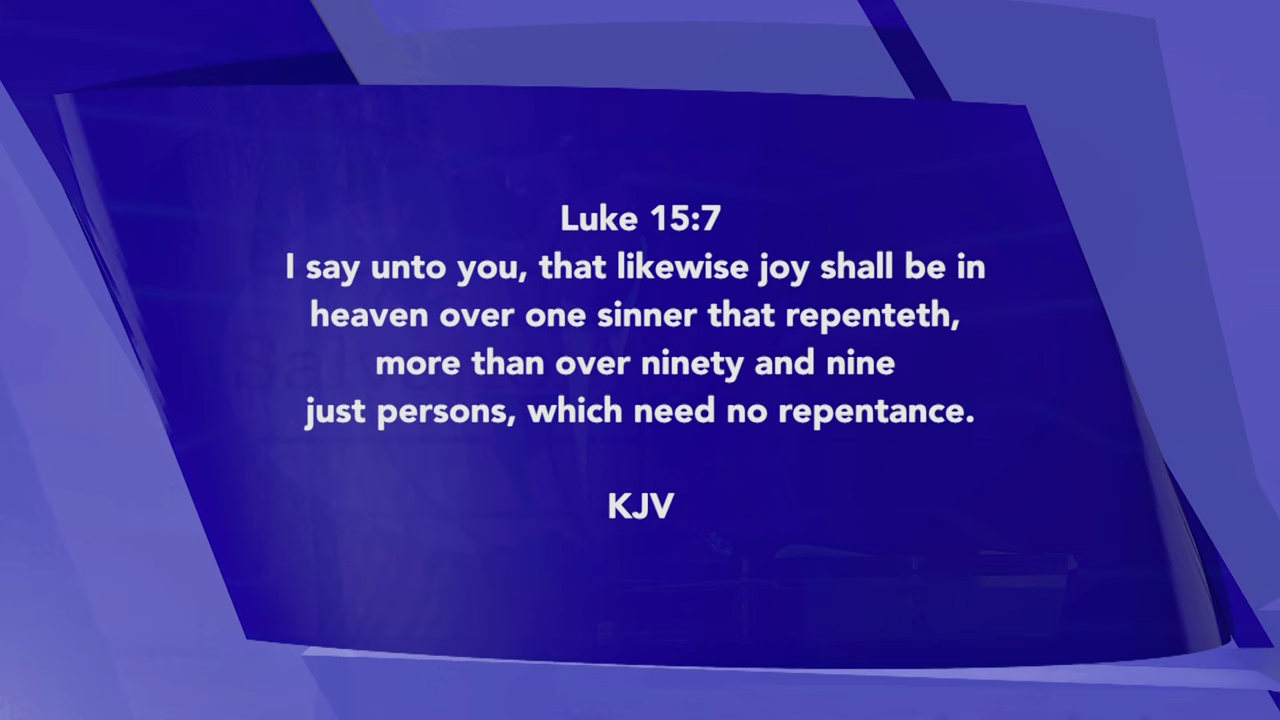 Luke 15:7
I say unto you, that likewise joy shall be in
heaven over one sinner that repenteth,
more than over ninety and nine
just persons, which need no repentance.
KJV